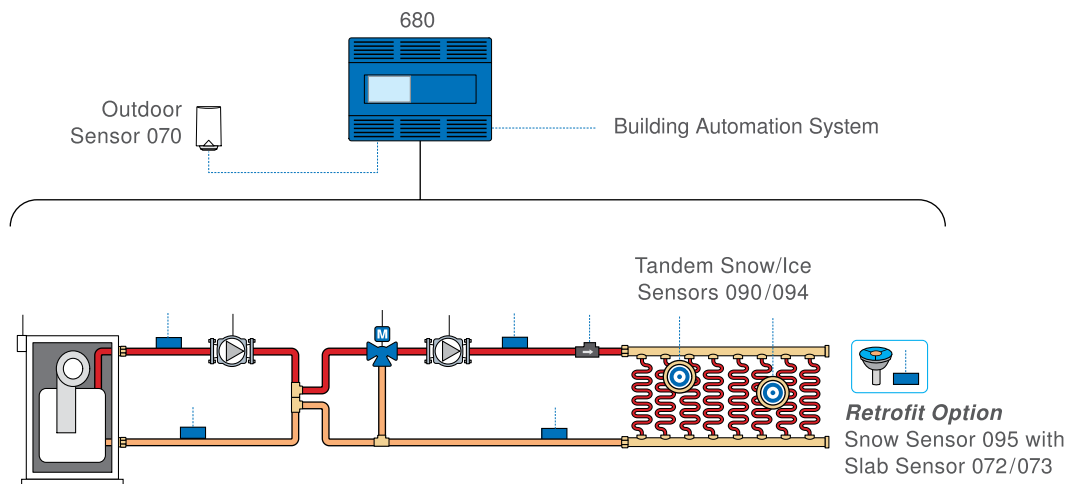 680
Outdoor
Sensor 070
Building Automation System
Tandem Snow/Ice
Sensors 090/094
M
Retrofit Option
Snow Sensor 095 with
Slab Sensor 072/073